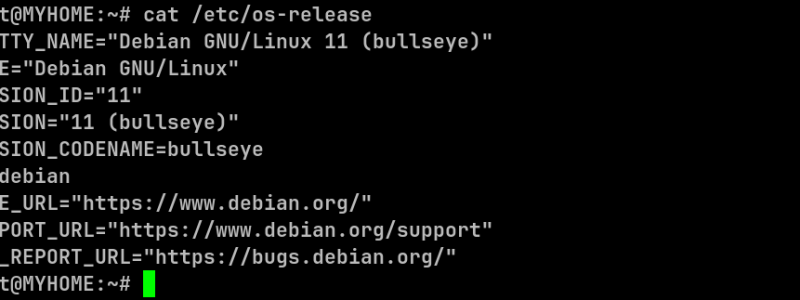 t@MYHOME:~# cat /etc/os-release
TTY_NAME="Debian GNU/Linux 11 (bullseye)"
E="Debian GNU/Linux"
SION_ID="11"
SION="11 (bullseye)"
SION_CODENAME=bullseye
debian
E_URL="https://www.debian.org/"
PORT_URL="https://www.debian.org/support"
_REPORT_URL="https://bugs.debian.org/"
t@MYHOME:~#